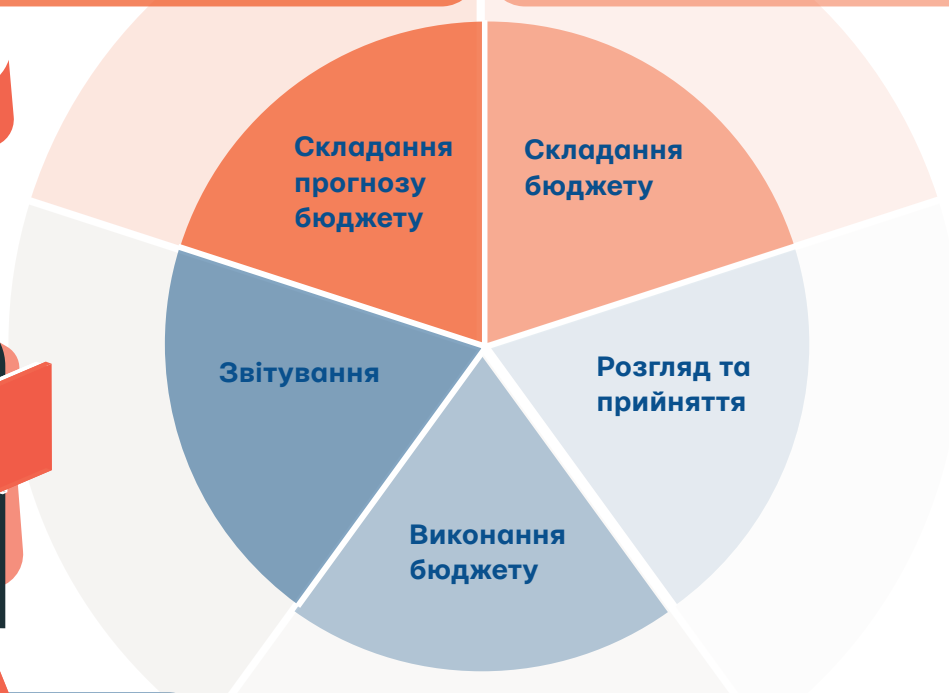 Складання
прогнозу
бюджету
Складання
бюджету
Розгляд та
прийняття
Виконання
бюджету
Звітування